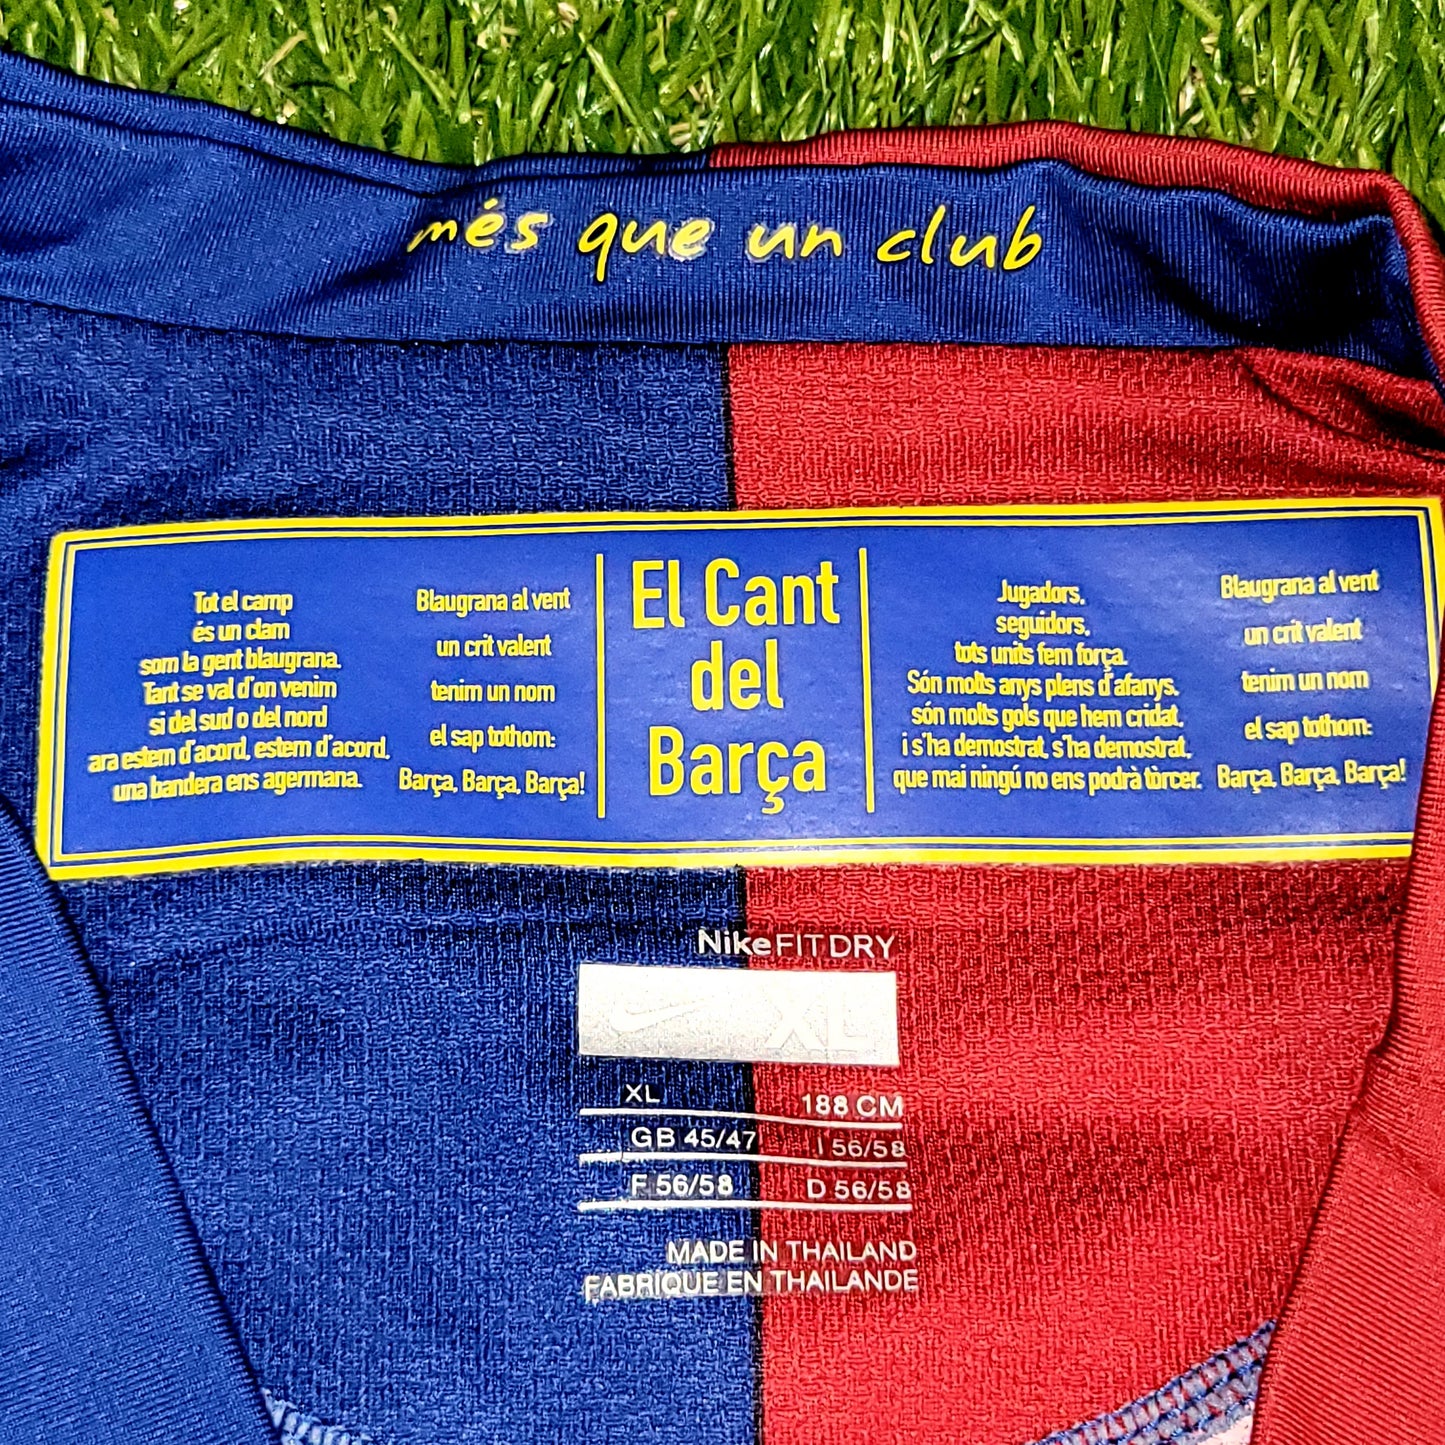 més que un club
Tot el camp
és un clam
som la gent blaugrana.
Tant se val d'on venim
si del sud o del nord
ara estem d'acord, estem d'acord,
una bandera ens agermana.
Blaugrana al vent
un crit valent
tenim un nom
el sap tothom:
Barça, Barça, Barça!
El Cant
del
Barça
Jugadors,
seguidors,
tots units fem força.
Són molts anys plens d'afanys,
són molts gols que hem cridat,
i s'ha demostrat, s'ha demostrat,
que mai ningú no ens podrà tòrcer.
Blaugrana al vent
un crit valent
tenim un nom
el sap tothom:
Barça, Barça, Barça!
NikeFITDRY
XL
XL 188 CM
GB 45/47 I 56/58
F 56/58 D 56/58
MADE IN THAILAND
FABRIQUE EN THAILANDE